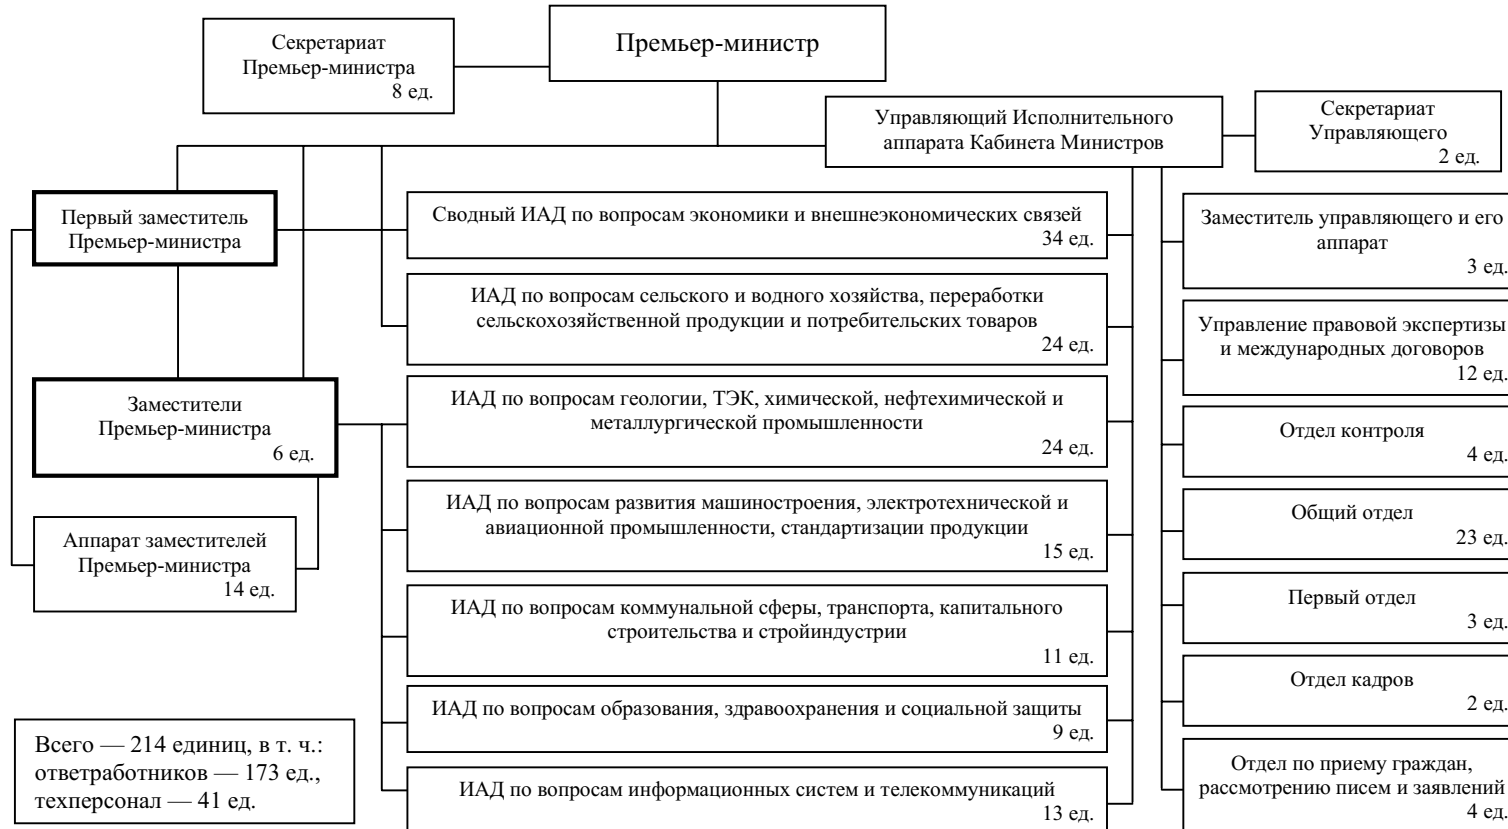 Премьер-министр
Секретариат
Премьер-министра
8 ед.
Управляющий Исполнительного
аппарата Кабинета Министров
Секретариат
Управляющего
2 ед.
Первый заместитель
Премьер-министра
Заместители
Премьер-министра
6 ед.
Аппарат заместителей
Премьер-министра
14 ед.
Сводный ИАД по вопросам экономики и внешнеэкономических связей
34 ед.
ИАД по вопросам сельского и водного хозяйства, переработки
сельскохозяйственной продукции и потребительских товаров
24 ед.
ИАД по вопросам геологии, ТЭК, химической, нефтехимической и
металлургической промышленности
24 ед.
ИАД по вопросам развития машиностроения, электротехнической и
авиационной промышленности, стандартизации продукции
15 ед.
ИАД по вопросам коммунальной сферы, транспорта, капитального
строительства и стройиндустрии
11 ед.
ИАД по вопросам образования, здравоохранения и социальной защиты
9 ед.
ИАД по вопросам информационных систем и телекоммуникаций
13 ед.
Заместитель управляющего и его
аппарат
3 ед.
Управление правовой экспертизы
и международных договоров
12 ед.
Отдел контроля
4 ед.
Общий отдел
23 ед.
Первый отдел
3 ед.
Отдел кадров
2 ед.
Отдел по приему граждан,
рассмотрению писем и заявлений
4 ед.
Всего — 214 единиц, в т. ч.:
ответработников — 173 ед.,
техперсонал — 41 ед.